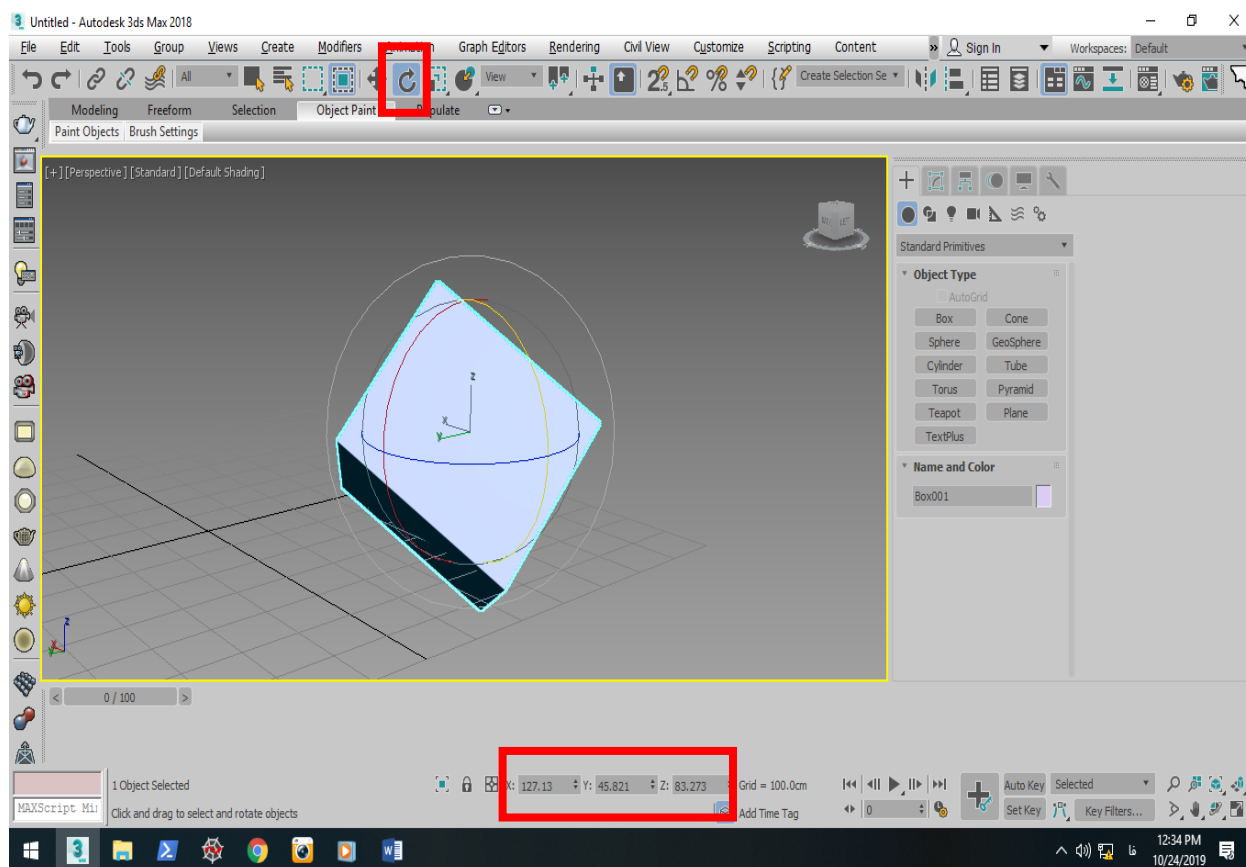 Untitled - Autodesk 3ds Max 2018
File Edit Tools Group Views Create Modifiers Animation Graph Editors Rendering Civil View Customize Scripting Content » Sign In Workspaces: Default
All View 2.5 Create Selection Se
Modeling Freeform Selection Object Paint Populate
Paint Objects Brush Settings
[+] [Perspective] [Standard] [Default Shading]
LEFT
Standard Primitives
Object Type
AutoGrid
Box Cone
Sphere GeoSphere
Cylinder Tube
Torus Pyramid
Teapot Plane
TextPlus
Name and Color
Box001
z
x
y
z
x
y
< 0 / 100 >
1 Object Selected X: 127.13 Y: 45.821 Z: 83.273 Grid = 100.0cm Auto Key Selected
MAXScript Mi Click and drag to select and rotate objects Add Time Tag 0 Set Key Key Filters...
12:34 PM
فا
10/24/2019